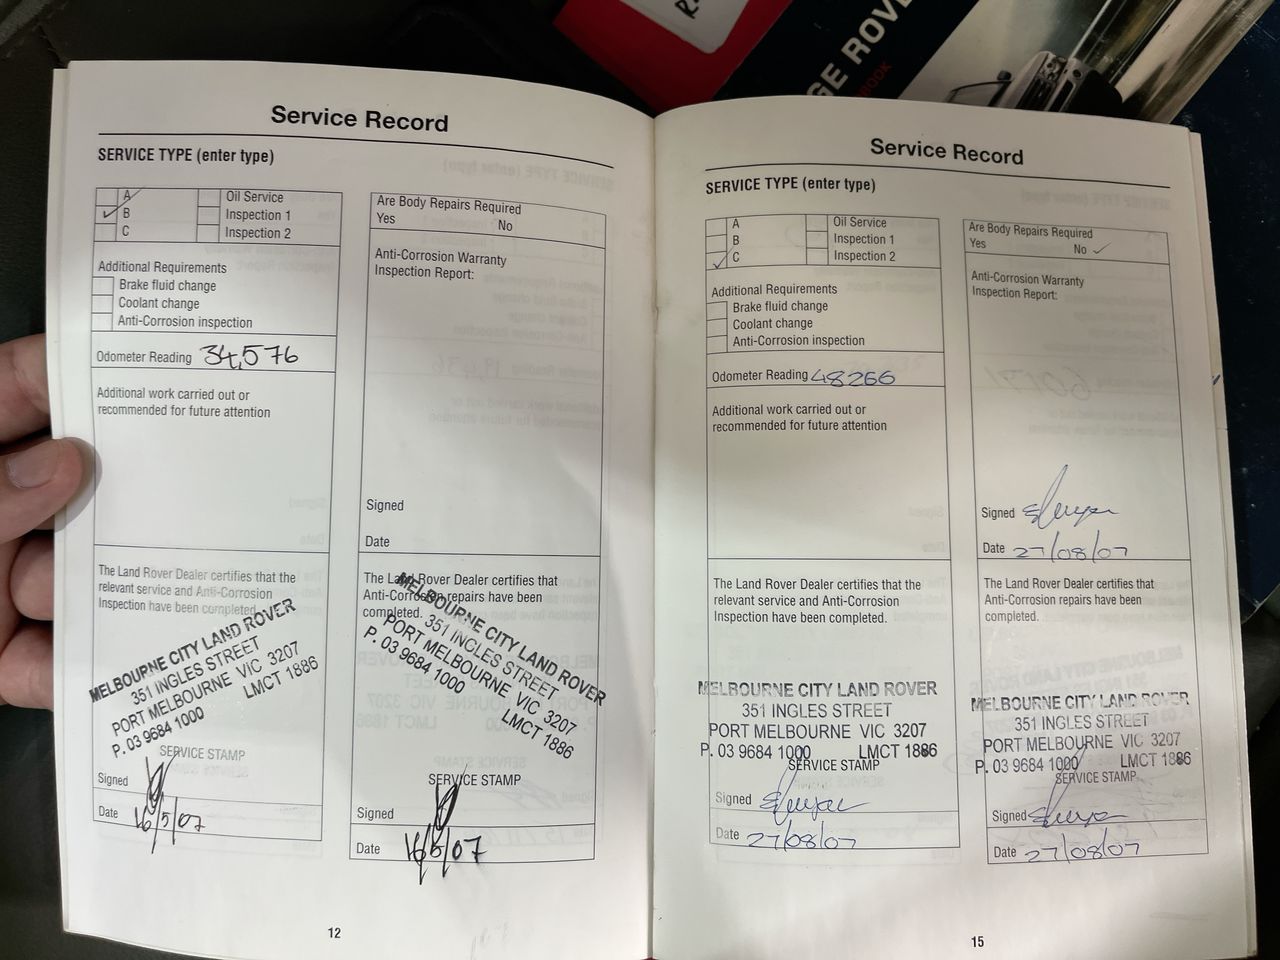 GE ROVE
BOOK
Service Record
SERVICE TYPE (enter type)
A
B
C
Oil Service
Inspection 1
Inspection 2
Additional Requirements
Brake fluid change
Coolant change
Anti-Corrosion inspection
Odometer Reading 34,576
Additional work carried out or
recommended for future attention
The Land Rover Dealer certifies that the
relevant service and Anti-Corrosion
Inspection have been completed.
MELBOURNE CITY LAND ROVER
351 INGLES STREET
PORT MELBOURNE VIC 3207
P. 03 9684 1000 LMCT 1886
SERVICE STAMP
Signed
Date 16/5/07
Are Body Repairs Required
Yes No
Anti-Corrosion Warranty
Inspection Report:
Signed
Date
The Land Rover Dealer certifies that
Anti-Corrosion repairs have been
completed.
MELBOURNE CITY LAND ROVER
351 INGLES STREET
PORT MELBOURNE VIC 3207
P. 03 9684 1000 LMCT 1886
SERVICE STAMP
Signed
Date 16/5/07
12
Service Record
SERVICE TYPE (enter type)
A
B
C
Oil Service
Inspection 1
Inspection 2
Additional Requirements
Brake fluid change
Coolant change
Anti-Corrosion inspection
Odometer Reading 48266
Additional work carried out or
recommended for future attention
The Land Rover Dealer certifies that the
relevant service and Anti-Corrosion
Inspection have been completed.
MELBOURNE CITY LAND ROVER
351 INGLES STREET
PORT MELBOURNE VIC 3207
P. 03 9684 1000 LMCT 1886
SERVICE STAMP
Signed
Date 27/08/07
Are Body Repairs Required
Yes No
Anti-Corrosion Warranty
Inspection Report:
Signed
Date 27/08/07
The Land Rover Dealer certifies that
Anti-Corrosion repairs have been
completed.
MELBOURNE CITY LAND ROVER
351 INGLES STREET
PORT MELBOURNE VIC 3207
P. 03 9684 1000 LMCT 1886
SERVICE STAMP
Signed
Date 27/08/07
15